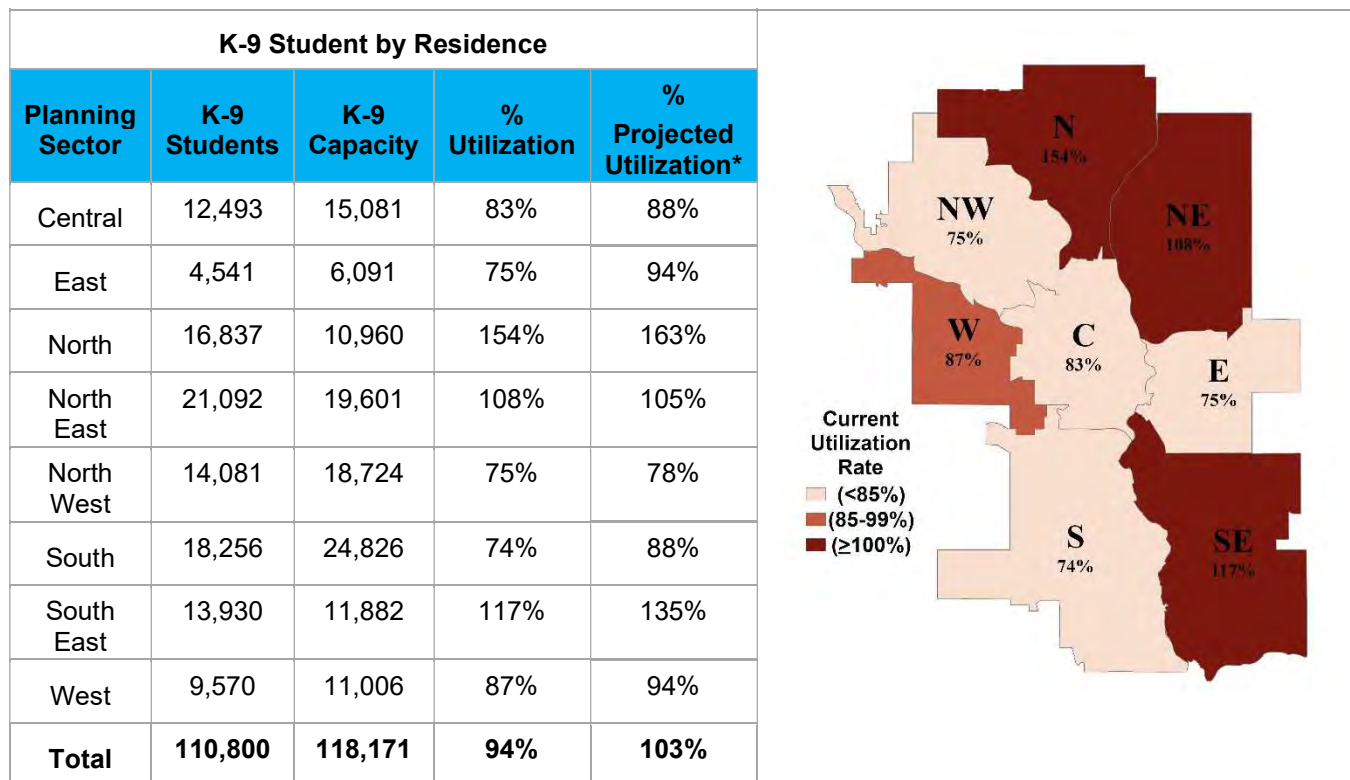 K-9 Student by Residence
Planning Sector K-9 Students K-9 Capacity % Utilization % Projected Utilization*
Central 12,493 15,081 83% 88%
East 4,541 6,091 75% 94%
North 16,837 10,960 154% 163%
North East 21,092 19,601 108% 105%
North West 14,081 18,724 75% 78%
South 18,256 24,826 74% 88%
South East 13,930 11,882 117% 135%
West 9,570 11,006 87% 94%
Total 110,800 118,171 94% 103%
N
154%
NW
75%
NE
108%
W
87%
C
83%
E
75%
S
74%
SE
117%
Current
Utilization
Rate
(<85%)
(85-99%)
(≥100%)